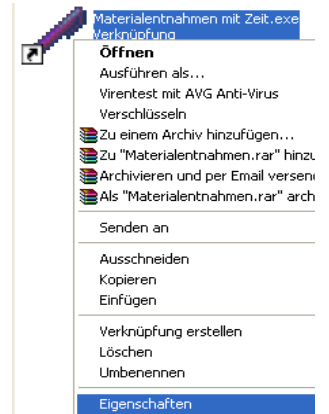 Materialentnahmen mit Zeit.exe
Verknüpfung
Öffnen
Ausführen als...
Virentest mit AVG Anti-Virus
Verschlüsseln
Zu einem Archiv hinzufügen...
Zu "Materialentnahmen.rar" hinzu
Archivieren und per Email versend
Als "Materialentnahmen.rar" arch
Senden an
Ausschneiden
Kopieren
Einfügen
Verknüpfung erstellen
Löschen
Umbenennen
Eigenschaften